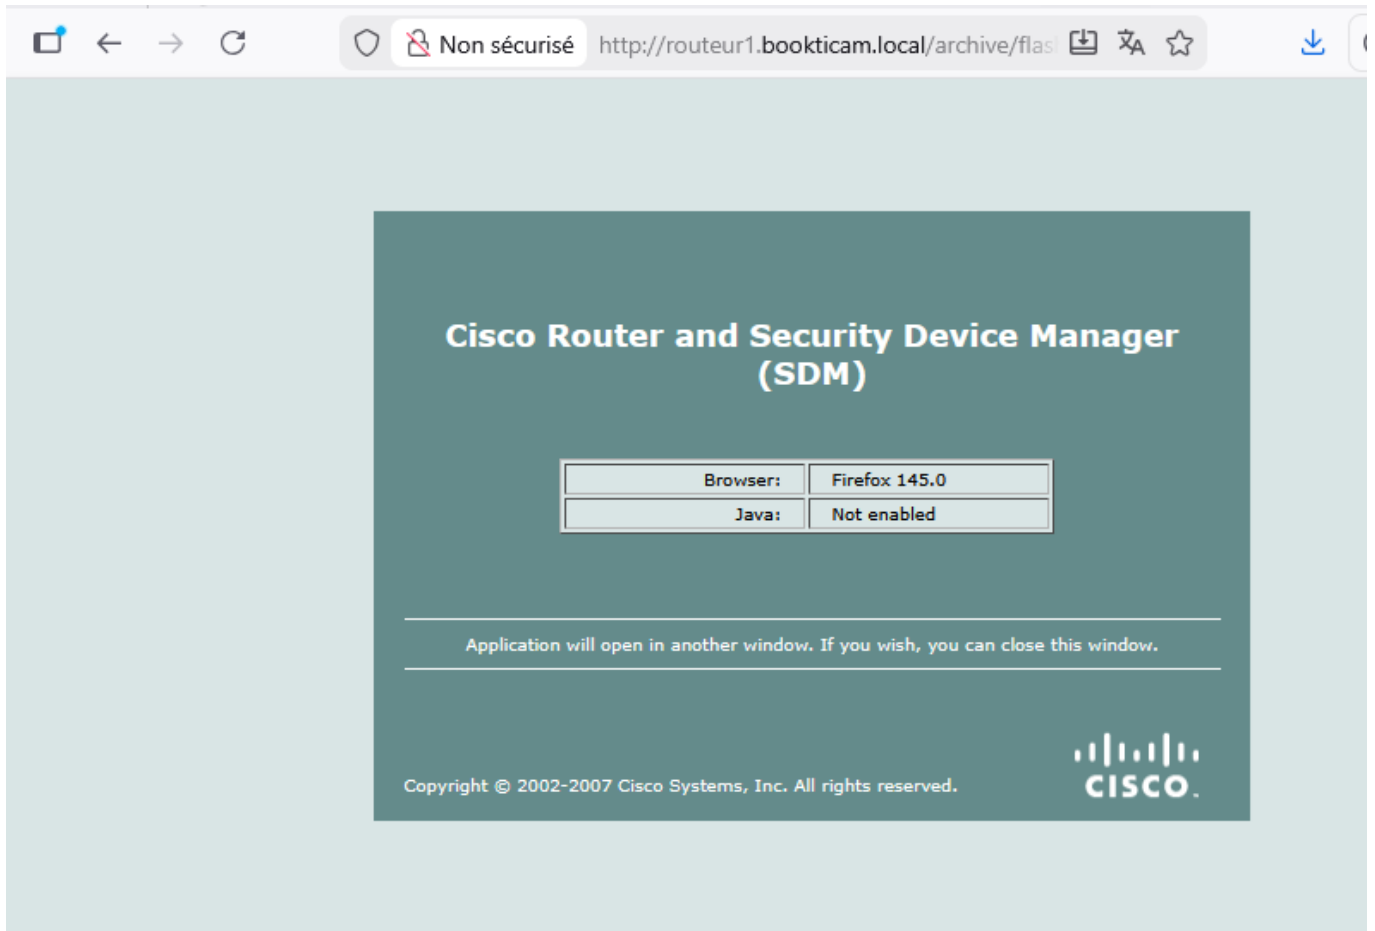 Non sécurisé http://routeur1.bookticam.local/archive/flas
Cisco Router and Security Device Manager
(SDM)
Browser: Firefox 145.0
Java: Not enabled
Application will open in another window. If you wish, you can close this window.
Copyright © 2002-2007 Cisco Systems, Inc. All rights reserved.
CISCO.